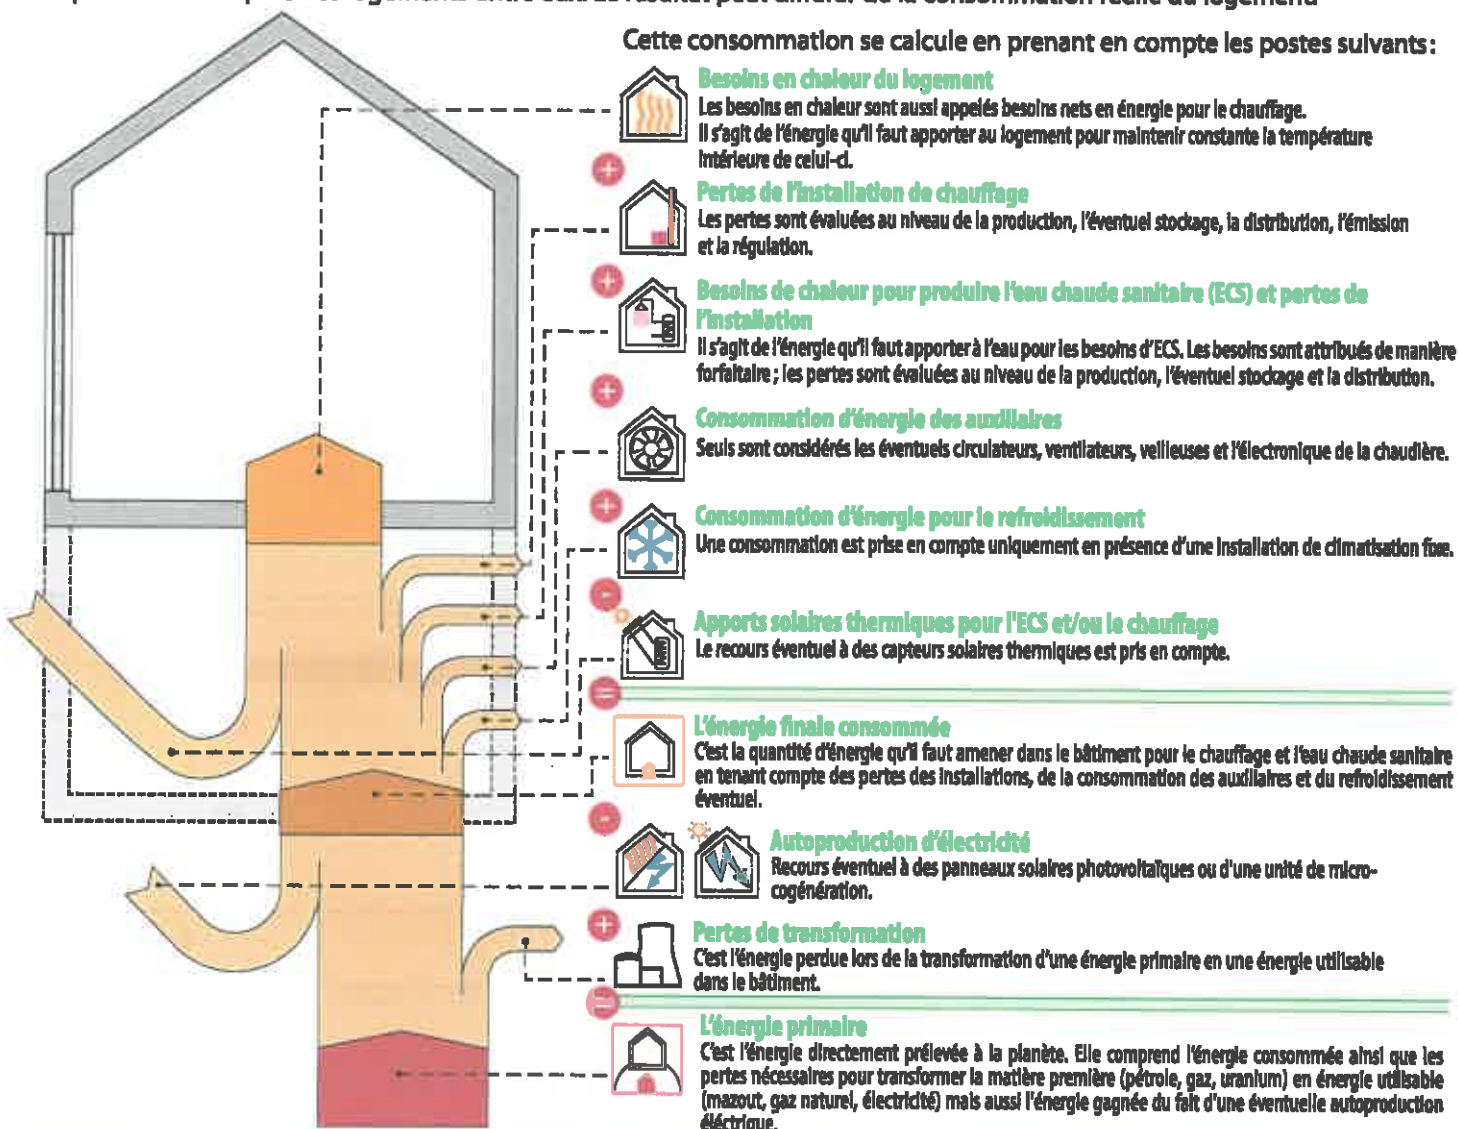 Cette consommation se calcule en prenant en compte les postes suivants :
Besoins en chaleur du logement
Les besoins en chaleur sont aussi appelés besoins nets en énergie pour le chauffage.
Il s'agit de l'énergie qu'il faut apporter au logement pour maintenir constante la température
intérieure de celui-ci.
+
Pertes de l'installation de chauffage
Les pertes sont évaluées au niveau de la production, l'éventuel stockage, la distribution, l'émission
et la régulation.
+
Besoins de chaleur pour produire l'eau chaude sanitaire (ECS) et pertes de
l'installation
Il s'agit de l'énergie qu'il faut apporter à l'eau pour les besoins d'ECS. Les besoins sont attribués de manière
forfaitaire ; les pertes sont évaluées au niveau de la production, l'éventuel stockage et la distribution.
+
Consommation d'énergie des auxiliaires
Seuls sont considérés les éventuels circulateurs, ventilateurs, veilleuses et l'électronique de la chaudière.
+
Consommation d'énergie pour le refroidissement
Une consommation est prise en compte uniquement en présence d'une installation de climatisation fixe.
-
Apports solaires thermiques pour l'ECS et/ou le chauffage
Le recours éventuel à des capteurs solaires thermiques est pris en compte.
=
L'énergie finale consommée
C'est la quantité d'énergie qu'il faut amener dans le bâtiment pour le chauffage et l'eau chaude sanitaire
en tenant compte des pertes des installations, de la consommation des auxiliaires et du refroidissement
éventuel.
-
Autoproduction d'électricité
Recours éventuel à des panneaux solaires photovoltaïques ou d'une unité de micro-
cogénération.
+
Pertes de transformation
C'est l'énergie perdue lors de la transformation d'une énergie primaire en une énergie utilisable
dans le bâtiment.
=
L'énergie primaire
C'est l'énergie directement prélevée à la planète. Elle comprend l'énergie consommée ainsi que les
pertes nécessaires pour transformer la matière première (pétrole, gaz, uranium) en énergie utilisable
(mazout, gaz naturel, électricité) mais aussi l'énergie gagnée du fait d'une éventuelle autoproduction
électrique.